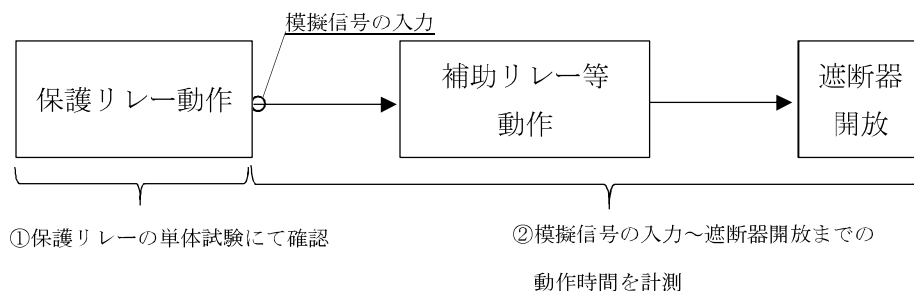 模擬信号の入力
保護リレー動作
補助リレー等
動作
遮断器
開放
①保護リレーの単体試験にて確認
②模擬信号の入力～遮断器開放までの
動作時間を計測